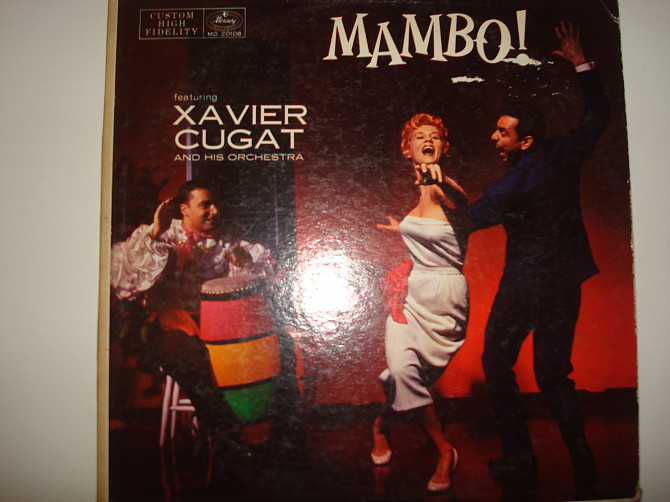 CUSTOM
HIGH
FIDELITY
Mercury
MG 20108
MAMBO!
featuring
XAVIER
CUGAT
AND HIS ORCHESTRA